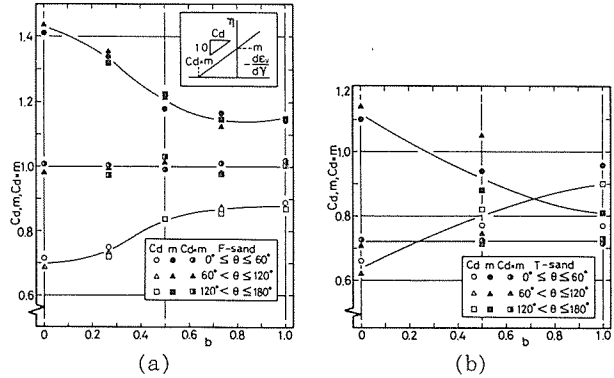 1.4
1.2
1.0
0.8
0.6
Cd, m, Cd×m
0
0.2
0.4
0.6
0.8
1.0
b
η
Cd
1.0
m
Cd×m
- dεv/dγ
Cd m Cd×m F-sand
0° ≤ θ ≤ 60°
60° < θ ≤ 120°
120° < θ ≤ 180°
(a)
1.2
1.0
0.8
0.6
Cd, m, Cd×m
0
0.2
0.4
0.6
0.8
1.0
b
Cd m Cd×m T-sand
0° ≤ θ ≤ 60°
60° < θ ≤ 120°
120° < θ ≤ 180°
(b)